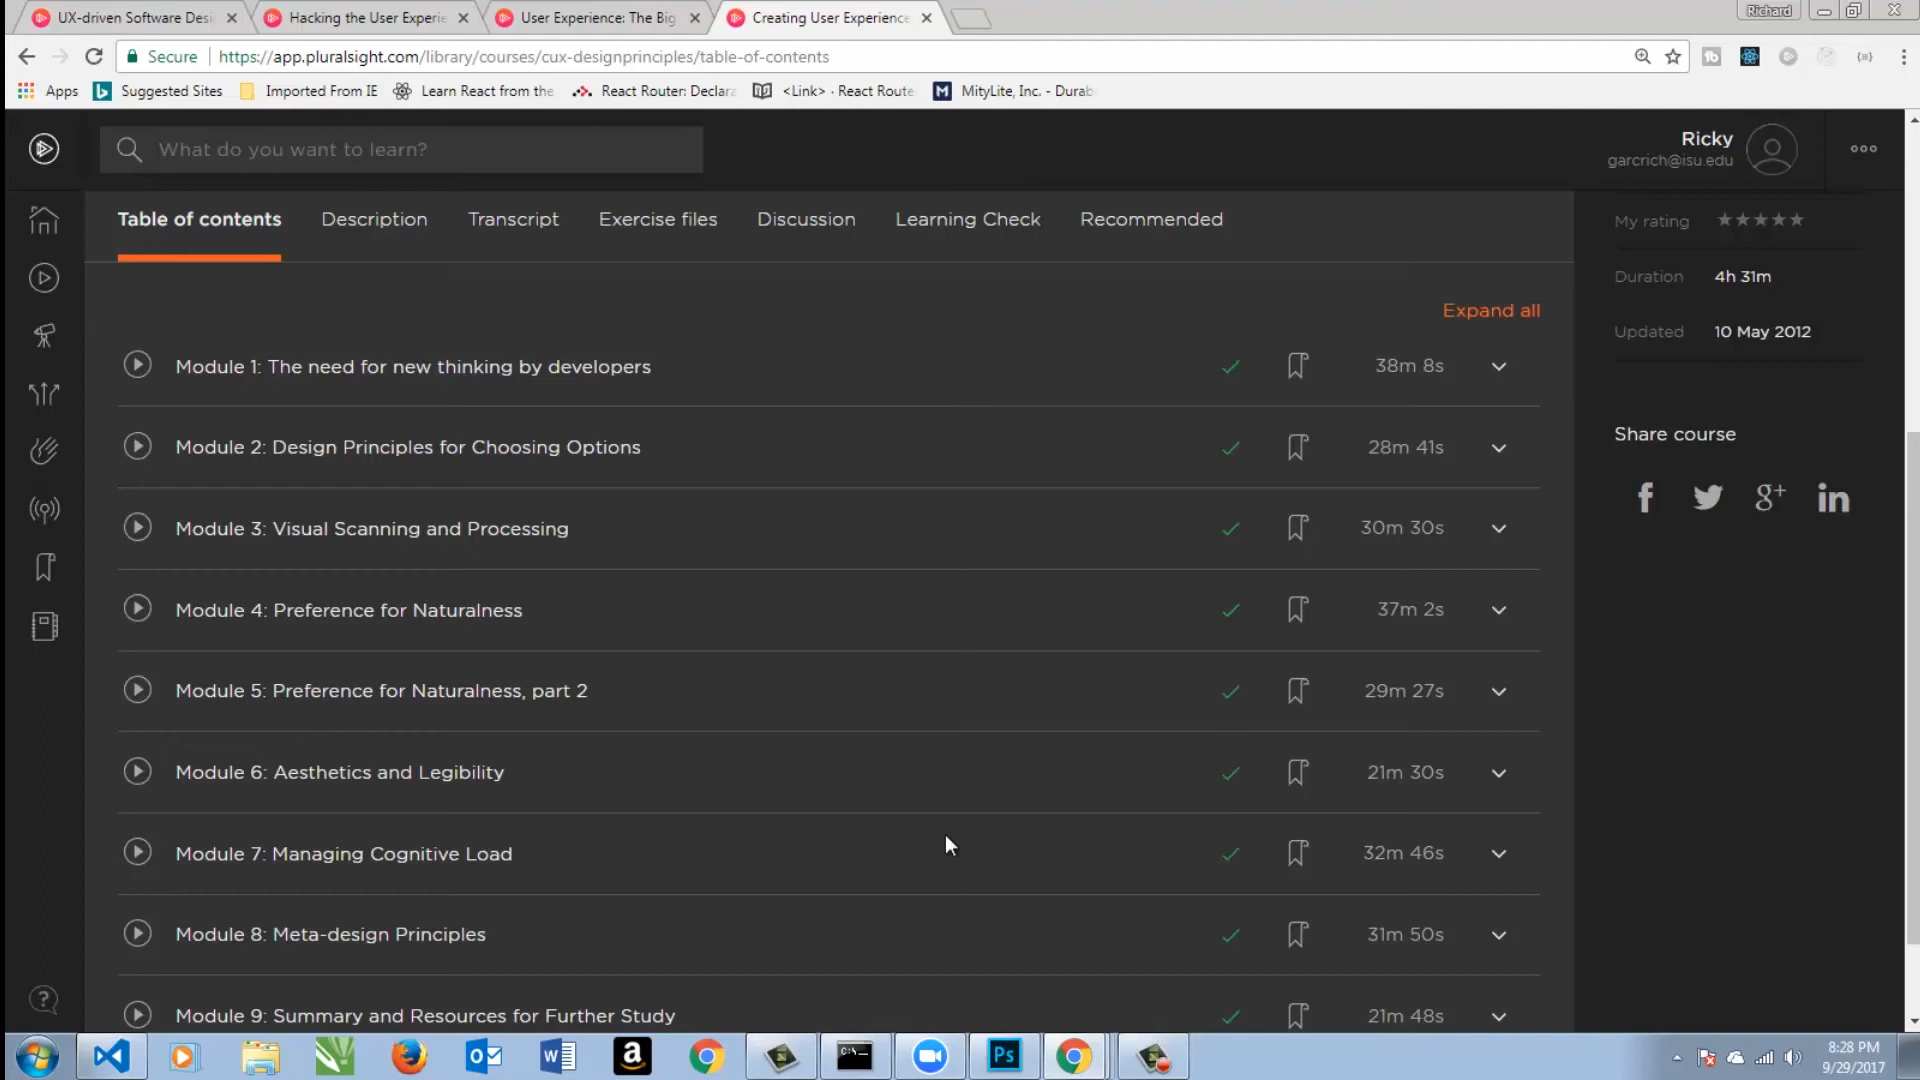 UX-driven Software Desi
Hacking the User Experie
User Experience: The Big
Creating User Experience
Richard
Secure
https://app.pluralsight.com/library/courses/cux-designprinciples/table-of-contents
Apps
Suggested Sites
Imported From IE
Learn React from the
React Router: Declara
<Link> · React Route
MityLite, Inc. - Durab
What do you want to learn?
Ricky
garcrich@isu.edu
Table of contents
Description
Transcript
Exercise files
Discussion
Learning Check
Recommended
My rating
Duration 4h 31m
Updated 10 May 2012
Share course
Expand all
Module 1: The need for new thinking by developers 38m 8s
Module 2: Design Principles for Choosing Options 28m 41s
Module 3: Visual Scanning and Processing 30m 30s
Module 4: Preference for Naturalness 37m 2s
Module 5: Preference for Naturalness, part 2 29m 27s
Module 6: Aesthetics and Legibility 21m 30s
Module 7: Managing Cognitive Load 32m 46s
Module 8: Meta-design Principles 31m 50s
Module 9: Summary and Resources for Further Study 21m 48s
8:28 PM
9/29/2017